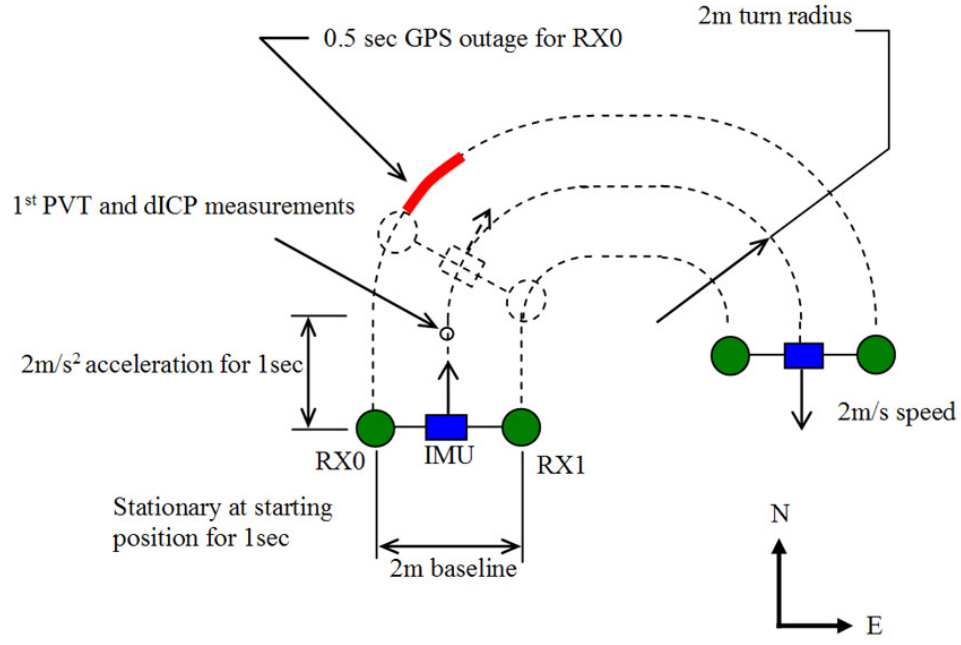 2m turn radius
0.5 sec GPS outage for RX0
1st PVT and dICP measurements
2m/s2 acceleration for 1sec
2m/s speed
RX0
IMU
RX1
Stationary at starting
position for 1sec
2m baseline
N
E